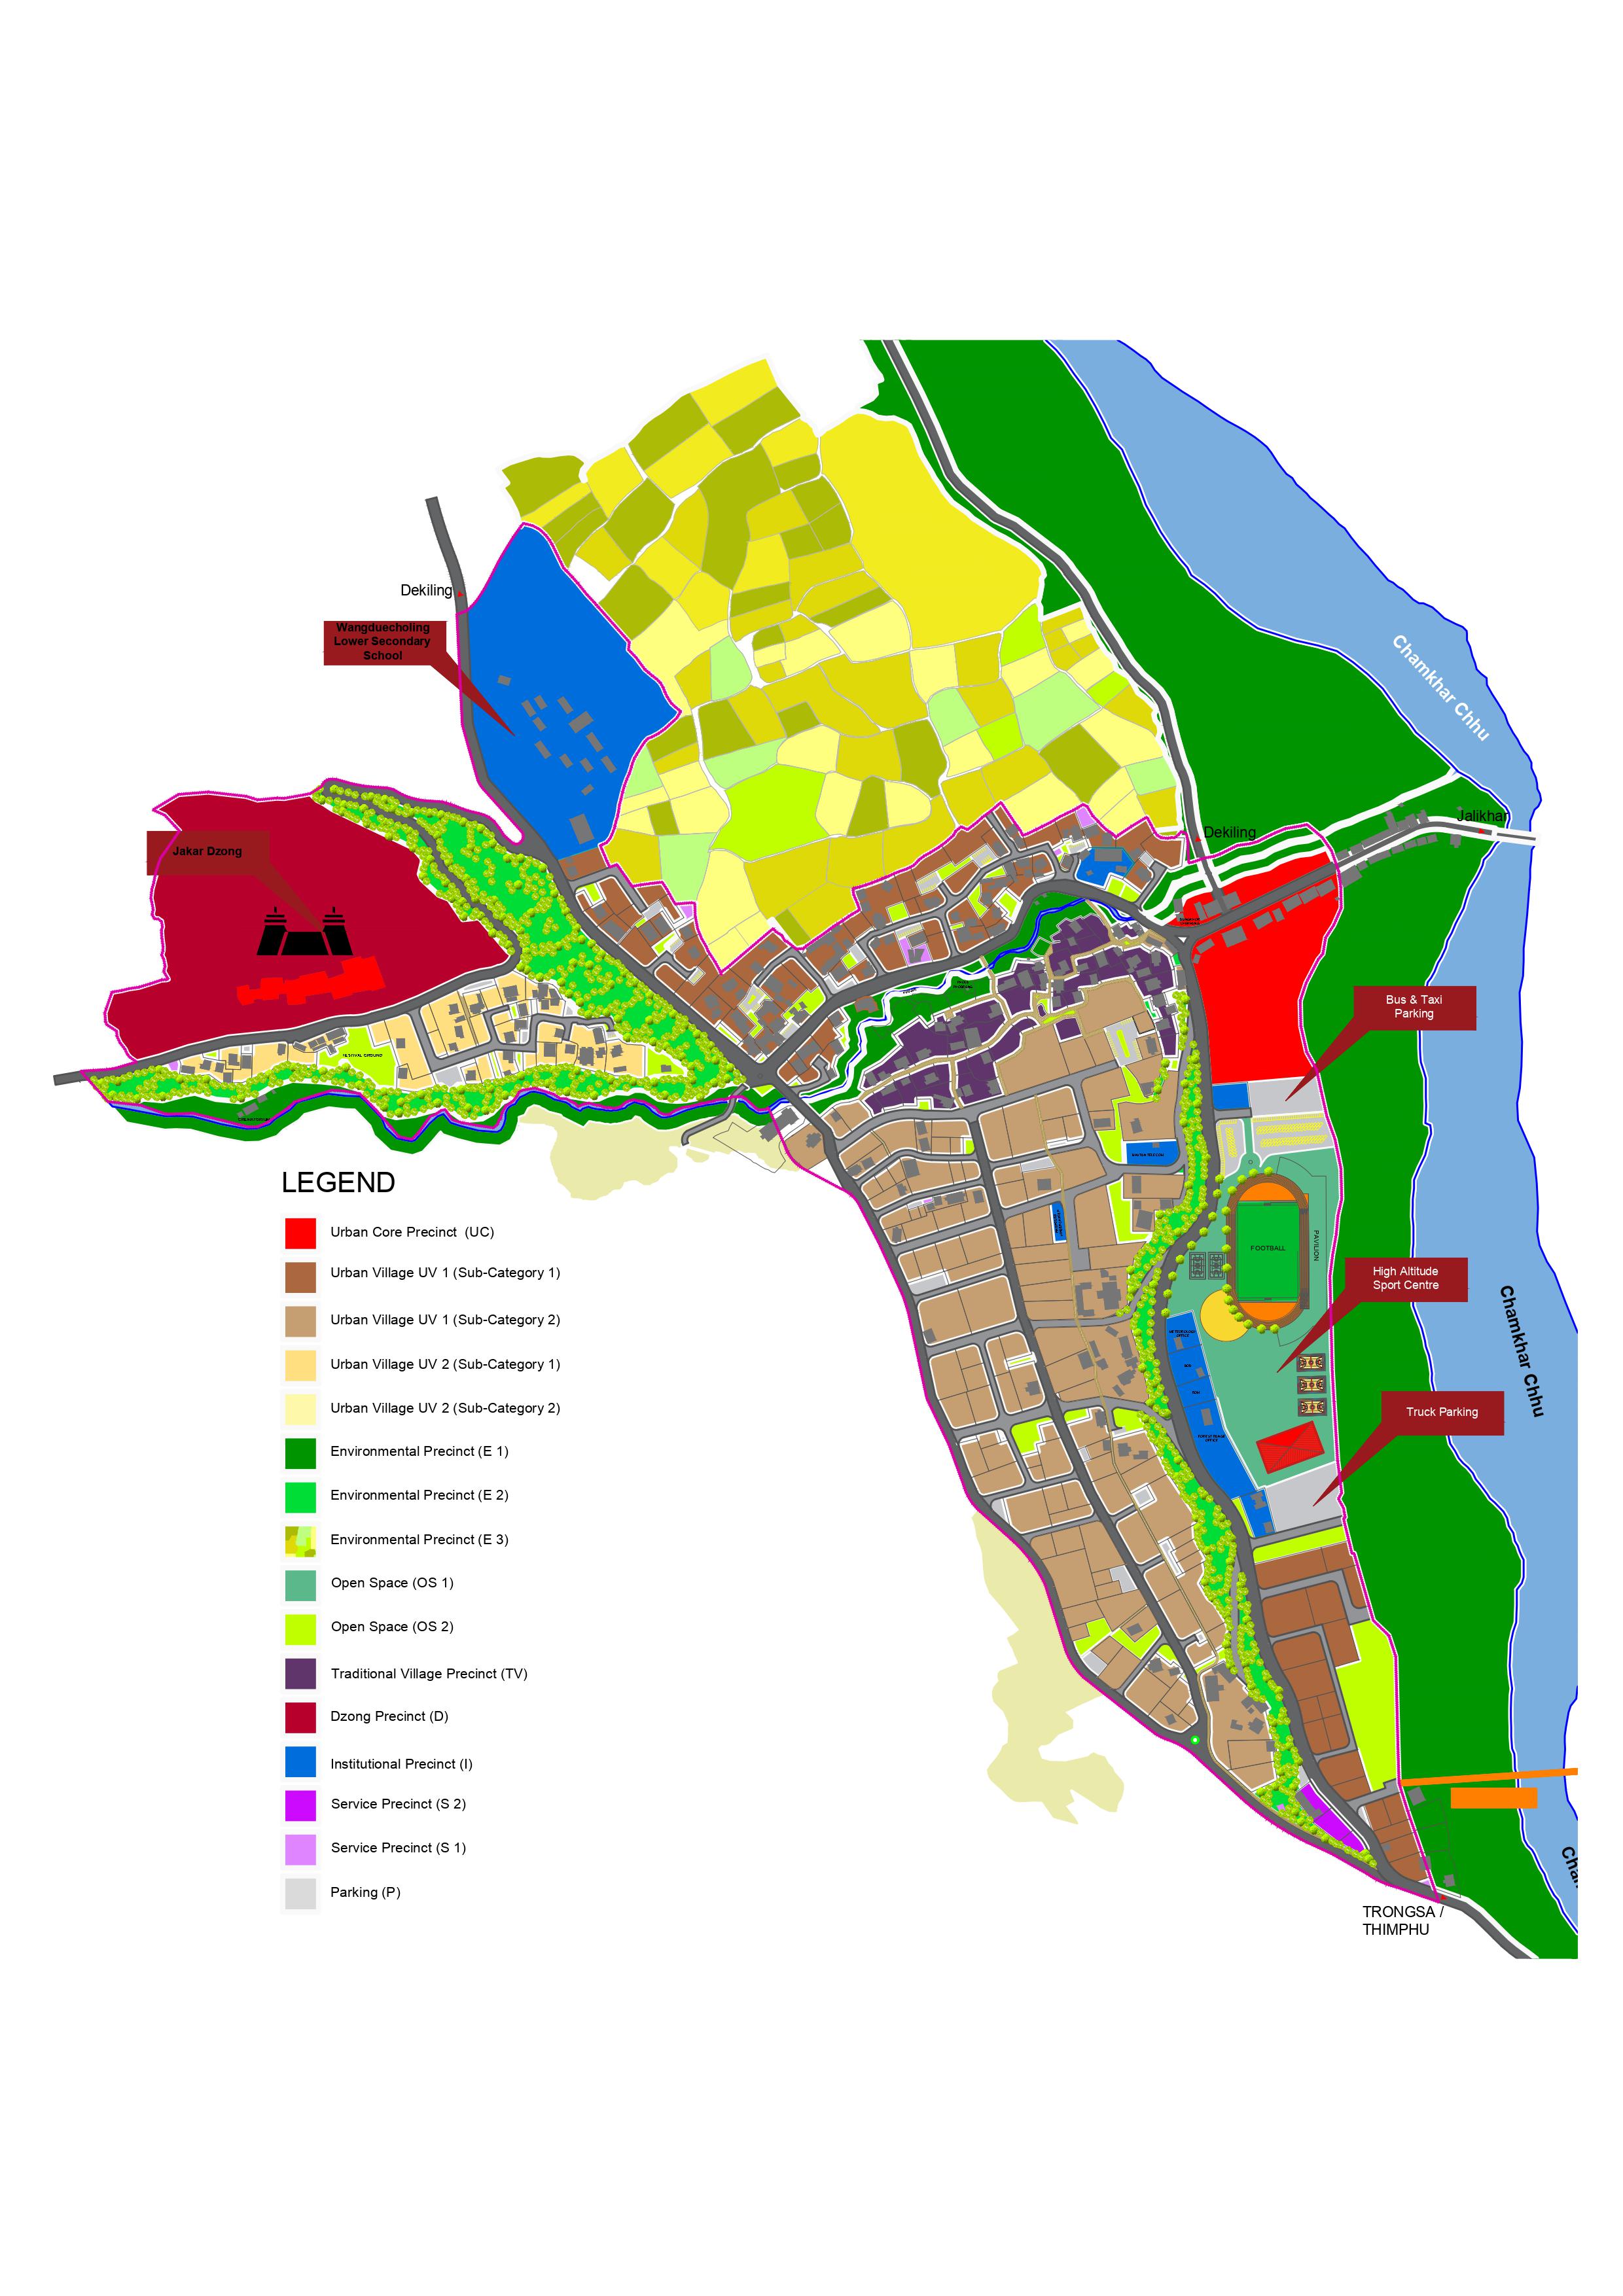 Dekiling
Wangduecholing
Lower Secondary
School
Chamkhar Chhu
Jakar Dzong
Jalikhar
Dekiling
Bus & Taxi
Parking
FESTIVAL GROUND
LEGEND
Urban Core Precinct (UC)
Urban Village UV 1 (Sub-Category 1)
Urban Village UV 1 (Sub-Category 2)
Urban Village UV 2 (Sub-Category 1)
Urban Village UV 2 (Sub-Category 2)
Environmental Precinct (E 1)
Environmental Precinct (E 2)
Environmental Precinct (E 3)
Open Space (OS 1)
Open Space (OS 2)
Traditional Village Precinct (TV)
Dzong Precinct (D)
Institutional Precinct (I)
Service Precinct (S 2)
Service Precinct (S 1)
Parking (P)
FOOTBALL
PAVILION
High Altitude
Sport Centre
Chamkhar Chhu
METEROLOGY
OFFICE
Truck Parking
TRONGSA /
THIMPHU